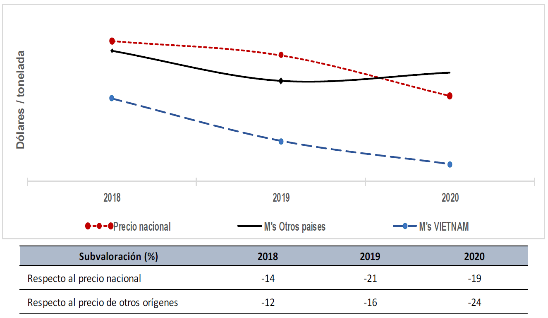 Dólares / tonelada
2018 2019 2020
Precio nacional M's Otros paises M's VIETNAM
Subvaloración (%) 2018 2019 2020
Respecto al precio nacional -14 -21 -19
Respecto al precio de otros orígenes -12 -16 -24